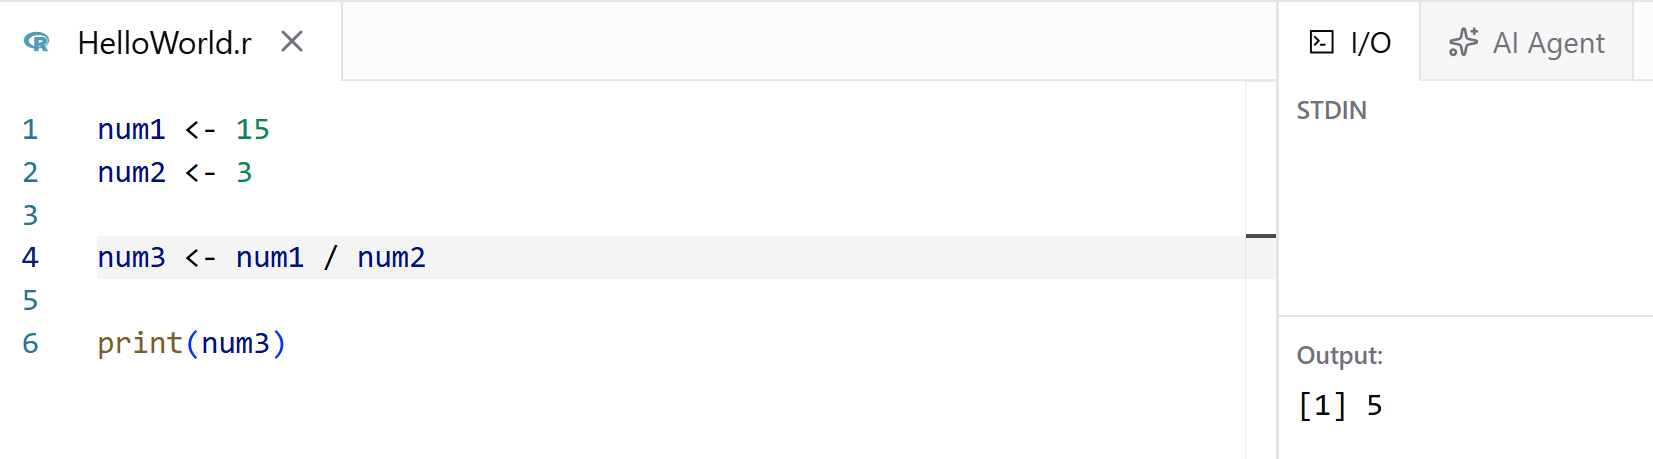 HelloWorld.r
1 num1 <- 15
2 num2 <- 3
3
4 num3 <- num1 / num2
5
6 print(num3)
I/O
AI Agent
STDIN
Output:
[1] 5